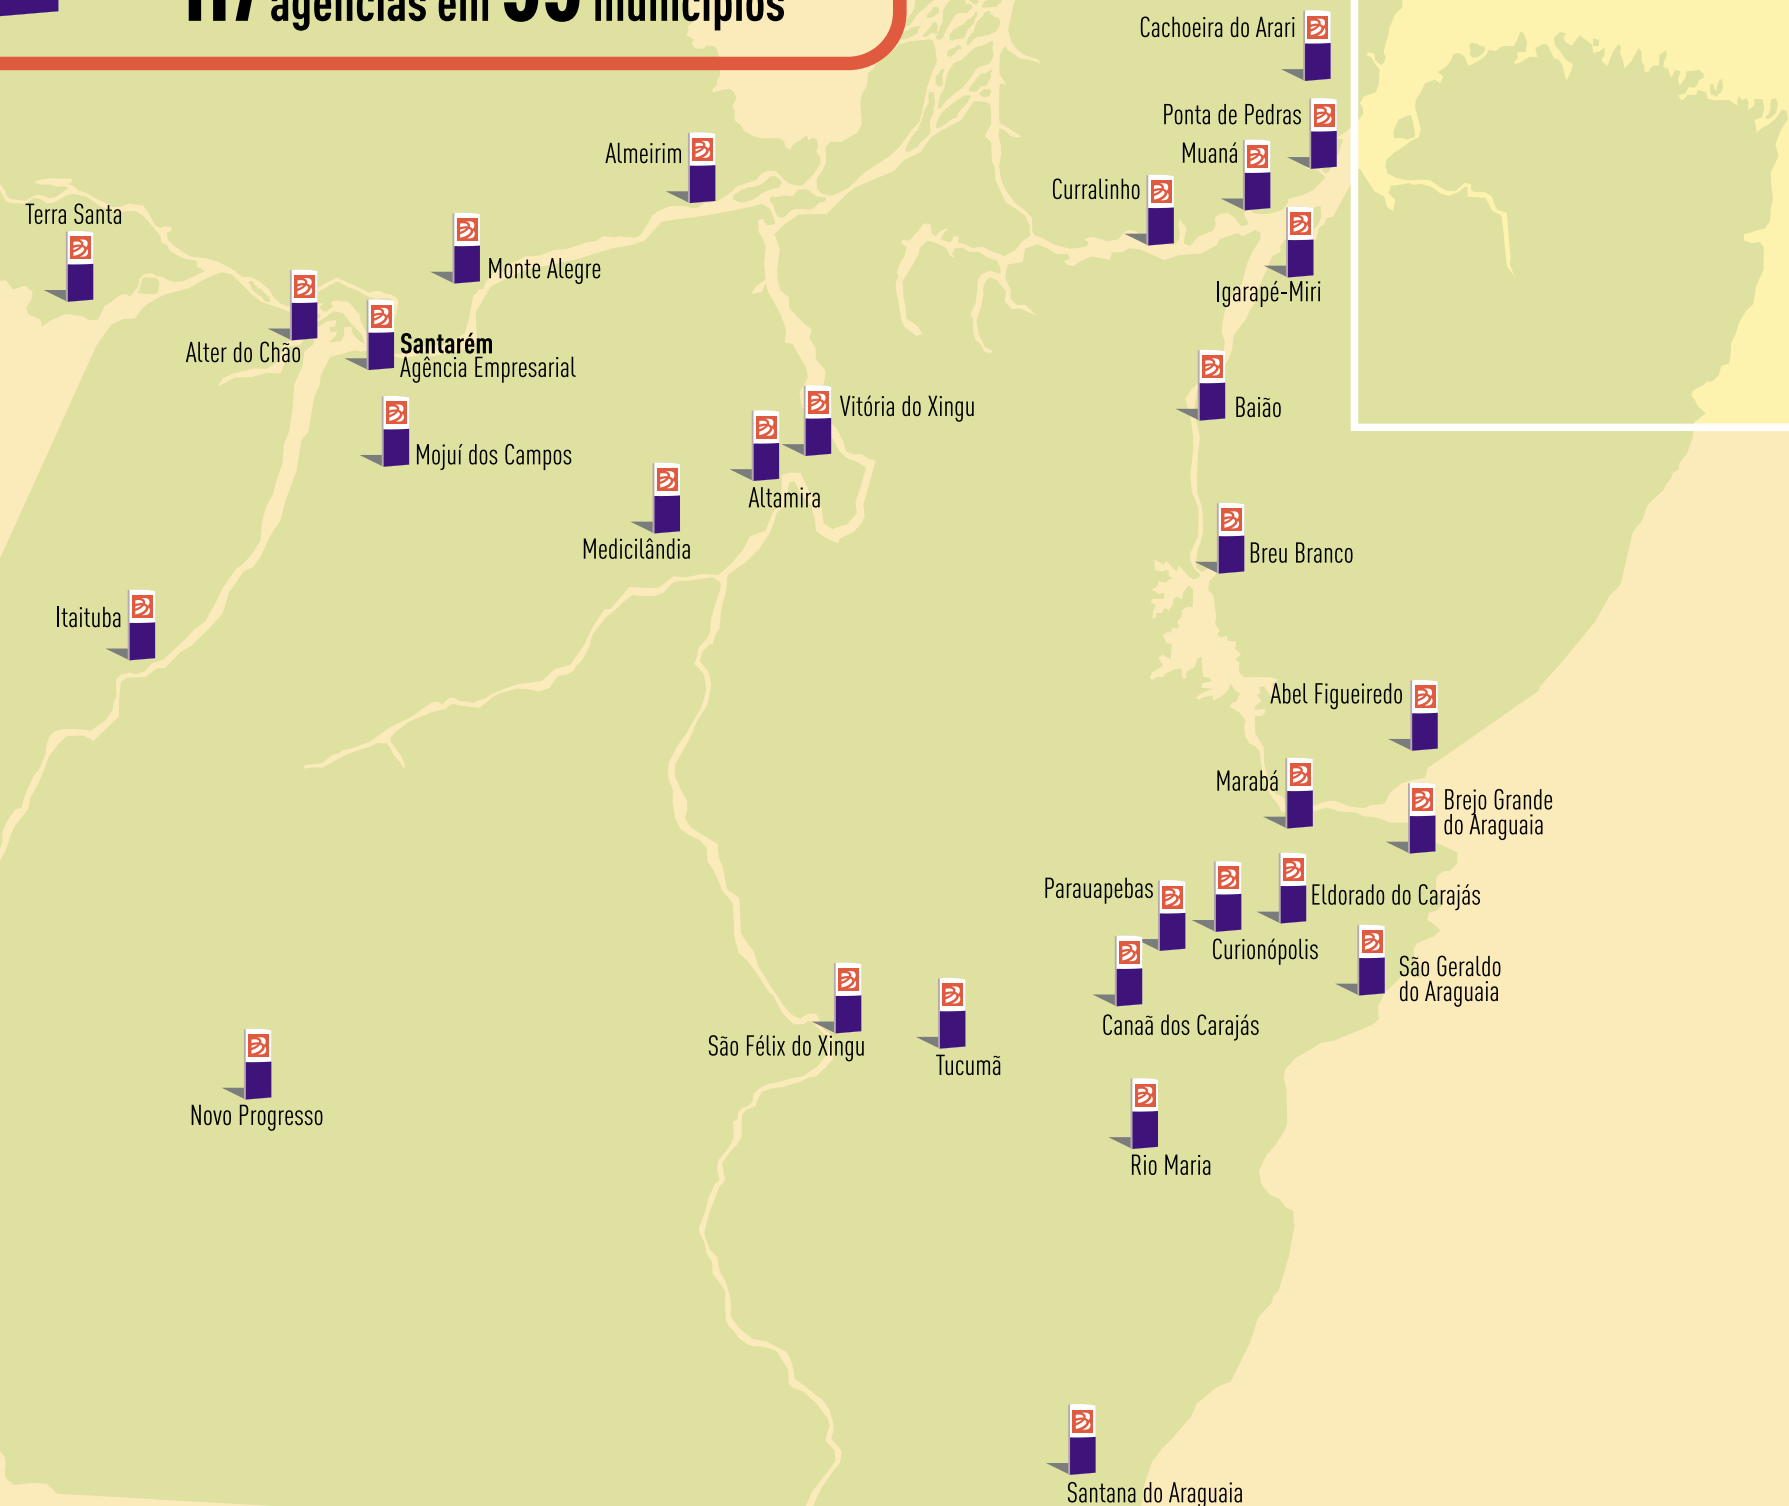 117 agências em 95 municípios
Cachoeira do Arari
Ponta de Pedras
Almeirim
Muaná
Curralinho
Terra Santa
Monte Alegre
Igarapé-Miri
Alter do Chão
Santarém
Agência Empresarial
Vitória do Xingu
Baião
Mojuí dos Campos
Altamira
Medicilândia
Breu Branco
Itaituba
Abel Figueiredo
Marabá
Brejo Grande
do Araguaia
Parauapebas
Eldorado do Carajás
Curionópolis
São Geraldo
do Araguaia
Canaã dos Carajás
São Félix do Xingu
Tucumã
Novo Progresso
Rio Maria
Santana do Araguaia